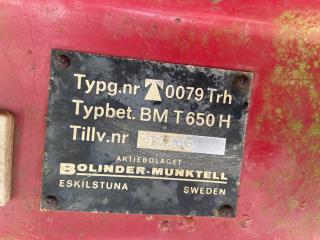 Typg.nr T 0079 Trh
Typbet. BM T 650 H
Tillv.nr
AKTIEBOLAGET
BOLINDER-MUNKTELL
ESKILSTUNA SWEDEN